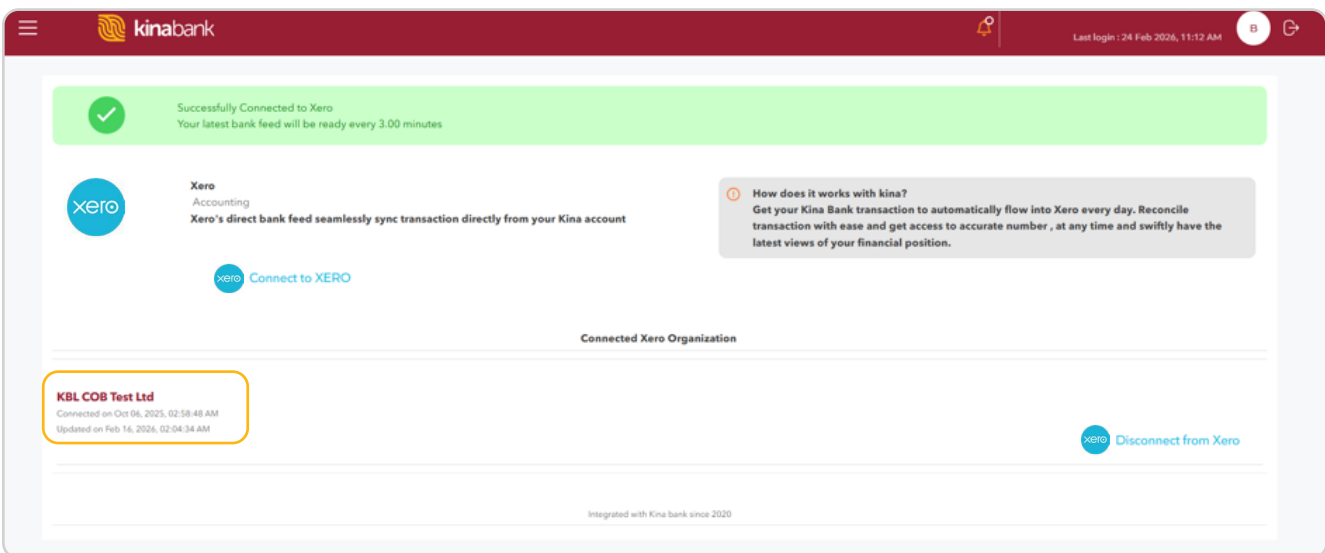 kinabank
Last login : 24 Feb 2026, 11:12 AM
B
Successfully Connected to Xero
Your latest bank feed will be ready every 3.00 minutes
xero
Xero
Accounting
Xero's direct bank feed seamlessly sync transaction directly from your Kina account
How does it works with kina?
Get your Kina Bank transaction to automatically flow into Xero every day. Reconcile
transaction with ease and get access to accurate number , at any time and swiftly have the
latest views of your financial position.
xero Connect to XERO
Connected Xero Organization
KBL COB Test Ltd
Connected on Oct 06, 2025, 02:58:48 AM
Updated on Feb 16, 2026, 02:04:34 AM
xero Disconnect from Xero
Integrated with Kina bank since 2020